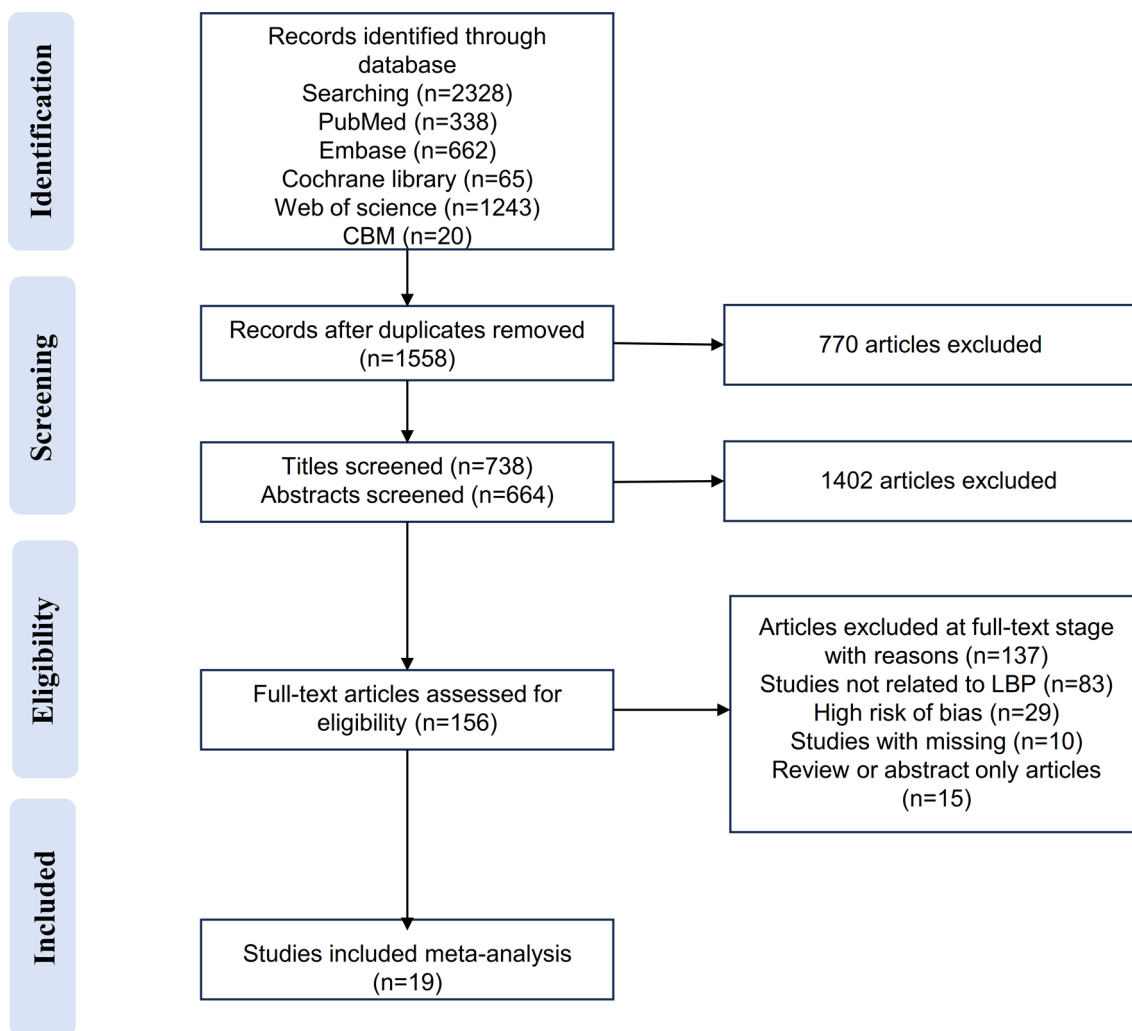 Identification
Records identified through
database
Searching (n=2328)
PubMed (n=338)
Embase (n=662)
Cochrane library (n=65)
Web of science (n=1243)
CBM (n=20)
Screening
Records after duplicates removed
(n=1558)
770 articles excluded
Titles screened (n=738)
Abstracts screened (n=664)
1402 articles excluded
Eligibility
Full-text articles assessed for
eligibility (n=156)
Articles excluded at full-text stage
with reasons (n=137)
Studies not related to LBP (n=83)
High risk of bias (n=29)
Studies with missing (n=10)
Review or abstract only articles
(n=15)
Included
Studies included meta-analysis
(n=19)